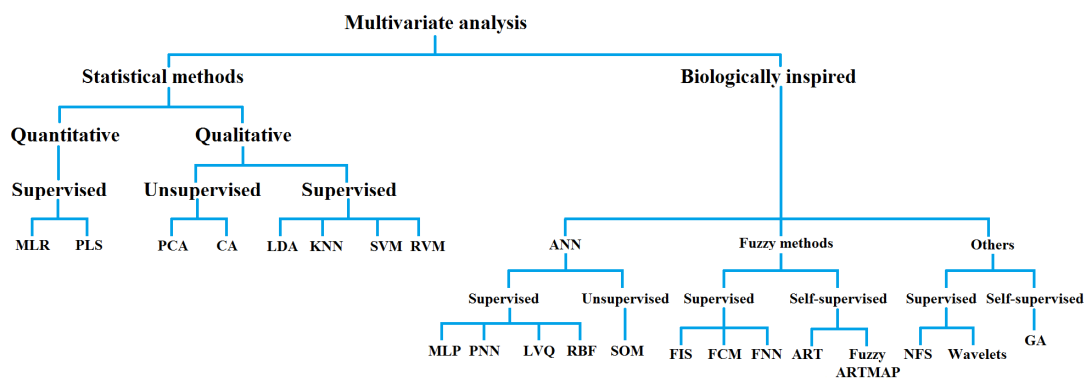 Multivariate analysis
Statistical methods
Biologically inspired
Quantitative
Qualitative
Supervised
Unsupervised
Supervised
MLR
PLS
PCA
CA
LDA
KNN
SVM
RVM
ANN
Fuzzy methods
Others
Supervised
Unsupervised
Supervised
Self-supervised
Supervised
Self-supervised
MLP
PNN
LVQ
RBF
SOM
FIS
FCM
FNN
ART
Fuzzy
ARTMAP
NFS
Wavelets
GA